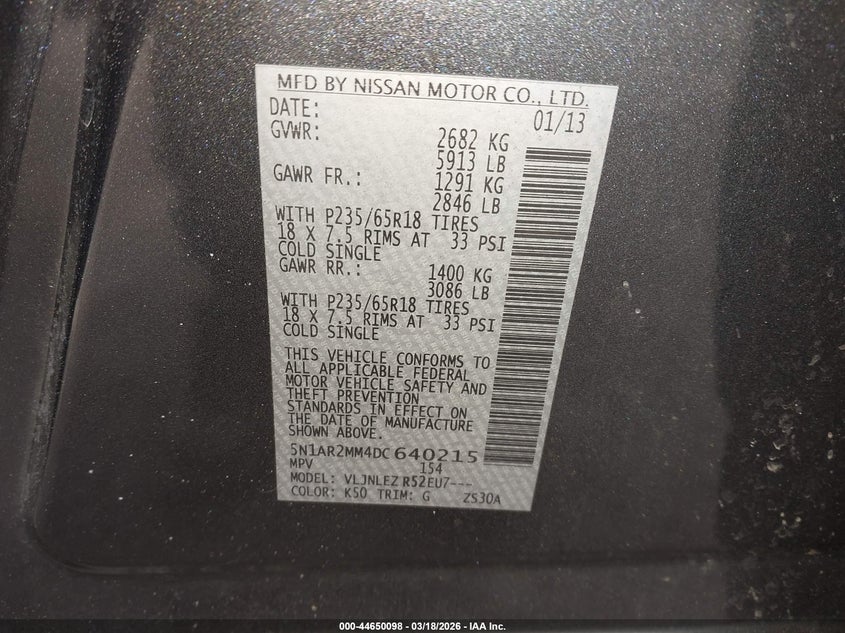 MFD BY NISSAN MOTOR CO., LTD.
DATE: 01/13
GVWR: 2682 KG
5913 LB
GAWR FR.: 1291 KG
2846 LB
WITH P235/65R18 TIRES
18 X 7.5 RIMS AT 33 PSI
COLD SINGLE
GAWR RR.: 1400 KG
3086 LB
WITH P235/65R18 TIRES
18 X 7.5 RIMS AT 33 PSI
COLD SINGLE
THIS VEHICLE CONFORMS TO
ALL APPLICABLE FEDERAL
MOTOR VEHICLE SAFETY AND
THEFT PREVENTION
STANDARDS IN EFFECT ON
THE DATE OF MANUFACTURE
SHOWN ABOVE.
5N1AR2MM4DC 640215
MPV 154
MODEL: VLJNLEZ R52EU7---
COLOR: K50 TRIM: G ZS30A
000-44650098 - 03/18/2026 - IAA Inc.